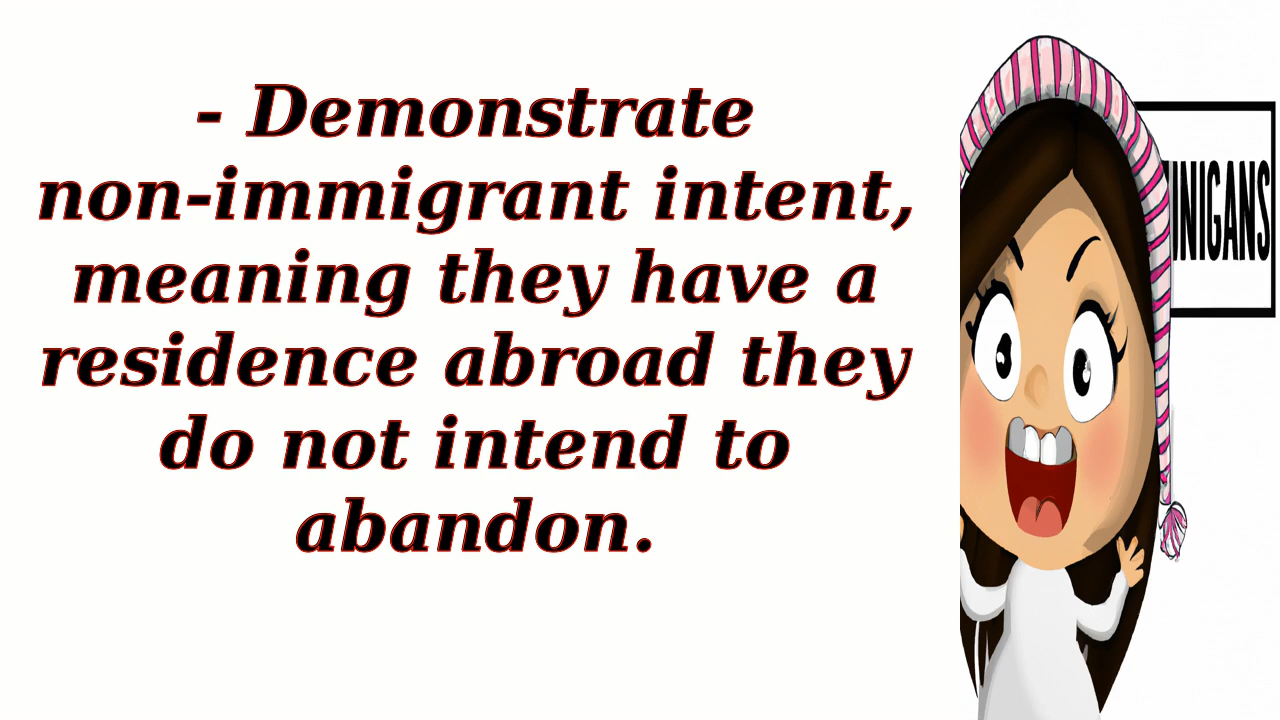 - Demonstrate
non-immigrant intent,
meaning they have a
residence abroad they
do not intend to
abandon.